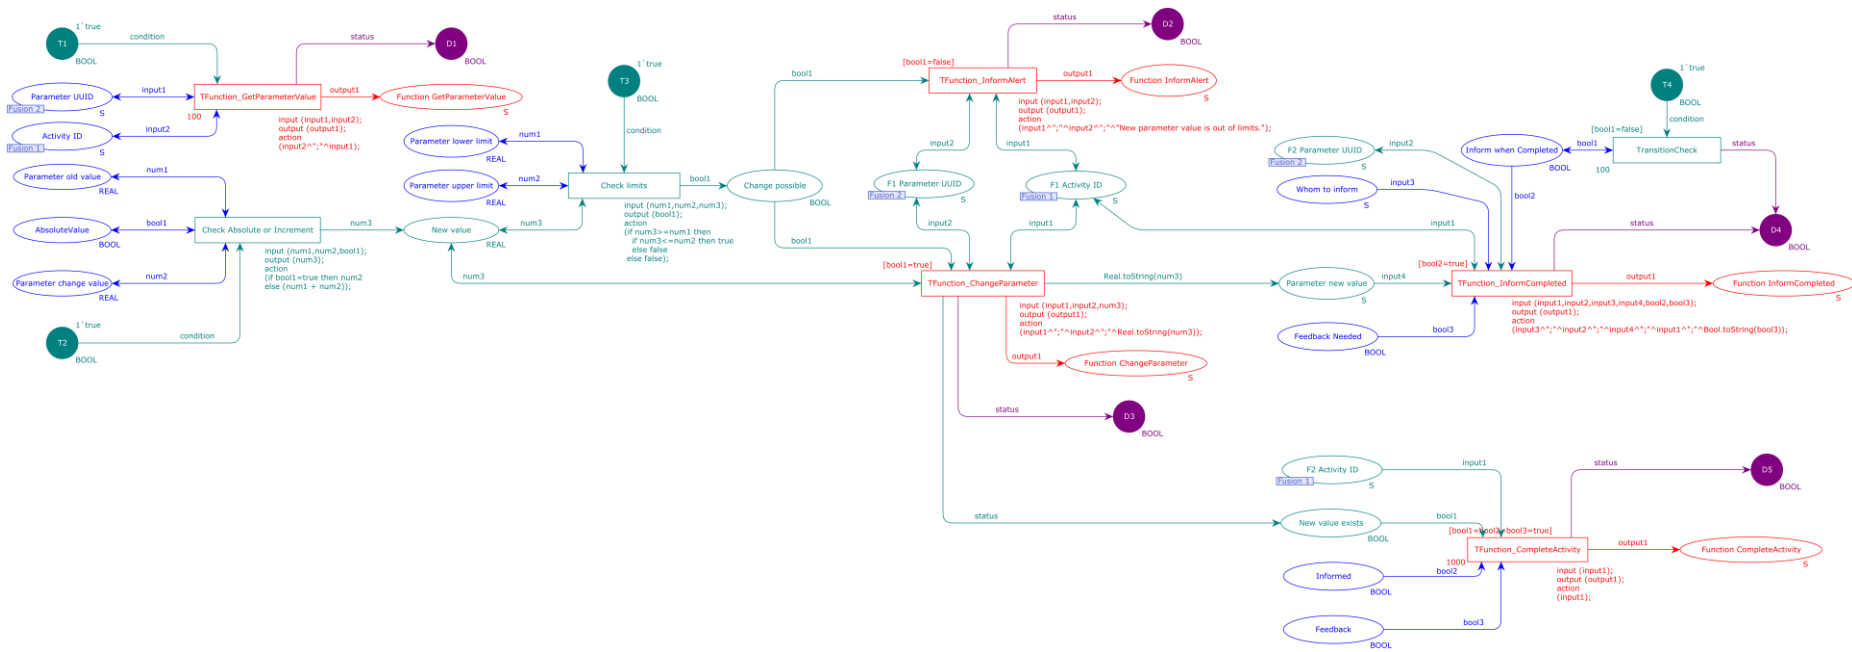 1`true
T1
BOOL
condition
status
D1
BOOL
Parameter UUID
Fusion 2
S
input1
TFunction_GetParameterValue
100
output1
Function GetParameterValue
S
Activity ID
Fusion 1
S
input2
input (input1,input2);
output (output1);
action
(input2^";"^input1);
Parameter old value
REAL
num1
AbsoluteValue
BOOL
bool1
Check Absolute or Increment
num3
New value
REAL
Parameter change value
REAL
num2
input (num1,num2,bool1);
output (num3);
action
(if bool1=true then num2
else (num1 + num2));
1`true
T2
BOOL
condition
1`true
T3
BOOL
condition
Parameter lower limit
REAL
num1
Parameter upper limit
REAL
num2
Check limits
num3
num3
bool1
Change possible
BOOL
input (num1,num2,num3);
output (bool1);
action
(if num3>=num1 then
if num3<=num2 then true
else false
else false);
bool1
bool1
status
D2
BOOL
[bool1=false]
TFunction_InformAlert
output1
Function InformAlert
S
input (input1,input2);
output (output1);
action
(input1^";"^input2^";"^"New parameter value is out of limits.");
input2
input1
F1 Parameter UUID
Fusion 2
S
F1 Activity ID
Fusion 1
S
input2
input1
input1
[bool1=true]
TFunction_ChangeParameter
Real.toString(num3)
Parameter new value
S
input4
input (input1,input2,num3);
output (output1);
action
(input1^";"^input2^";"^Real.toString(num3));
output1
Function ChangeParameter
S
status
D3
BOOL
status
1`true
T4
BOOL
condition
[bool1=false]
TransitionCheck
100
status
F2 Parameter UUID
Fusion 2
S
input2
Inform when Completed
BOOL
bool1
bool2
Whom to inform
S
input3
status
D4
BOOL
[bool2=true]
TFunction_InformCompleted
output1
Function InformCompleted
S
input (input1,input2,input3,input4,bool2,bool3);
output (output1);
action
(input3^";"^input2^";"^input4^";"^input1^";"^Bool.toString(bool3));
Feedback Needed
BOOL
bool3
F2 Activity ID
Fusion 1
S
input1
status
D5
BOOL
New value exists
BOOL
bool1
[bool1=bool2=bool3=true]
TFunction_CompleteActivity
1000
output1
Function CompleteActivity
S
Informed
BOOL
bool2
input (input1);
output (output1);
action
(input1);
Feedback
BOOL
bool3